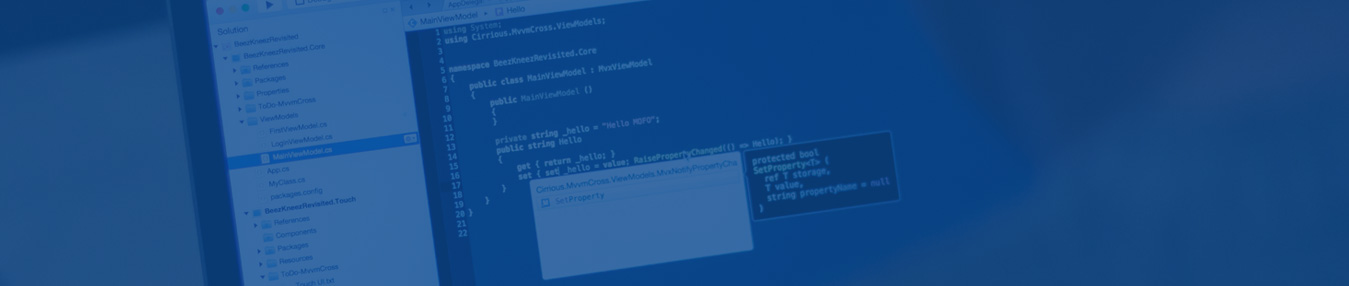 Solution
BeezKneezRevisited
BeezKneezRevisited.Core
References
Packages
Properties
ToDo-MvvmCross
ViewModels
FirstViewModel.cs
LoginViewModel.cs
MainViewModel.cs
App.cs
MyClass.cs
packages.config
BeezKneezRevisited.Touch
References
Components
Packages
Resources
ToDo-MvvmCross
MainViewModel
Hello
1 using System;
2 using Cirrious.MvvmCross.ViewModels;
3
4
5 namespace BeezKneezRevisited.Core
6 {
7 public class MainViewModel : MvxViewModel
8 {
9 public MainViewModel ()
10 {
11 }
12
13 private string _hello = "Hello MOFO";
14 public string Hello
15 {
16 get { return _hello; }
17 set { set _hello = value; RaisePropertyChanged(() => Hello); }
18 }
19 }
20 }
21
22
Cirrious.MvvmCross.ViewModels.MvxNotifyPropertyCha
SetProperty
protected bool
SetProperty<T> (
ref T storage,
T value,
string propertyName = null
)